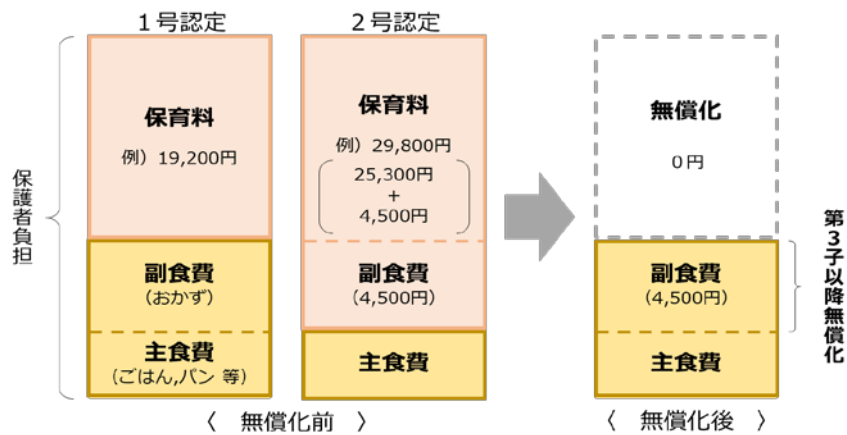 １号認定
２号認定
保護者負担
保育料
例）19,200円
副食費
（おかず）
主食費
（ごはん,パン 等）
保育料
例）29,800円
25,300円
+
4,500円
副食費
（4,500円）
主食費
〈 無償化前 〉
無償化
０円
副食費
（4,500円）
主食費
第３子以降無償化
〈 無償化後 〉